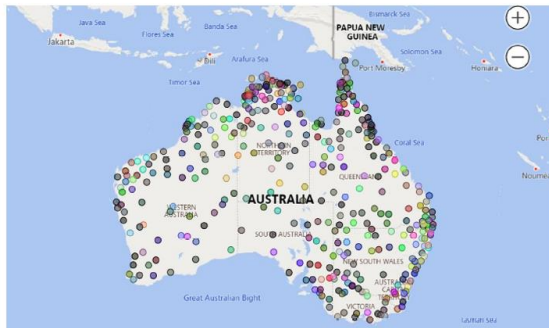 Java Sea
Banda Sea
Bismarck Sea
PAPUA NEW
GUINEA
Jakarta
Flores Sea
Solomon Sea
Arafura Sea
Port Moresby
Honiara
Timor Sea
Coral Sea
NORTHERN
TERRITORY
QUEENSLAND
Noumea
AUSTRALIA
WESTERN
AUSTRALIA
SOUTH AUSTRALIA
NEW SOUTH WALES
Great Australian Bight
VICTORIA